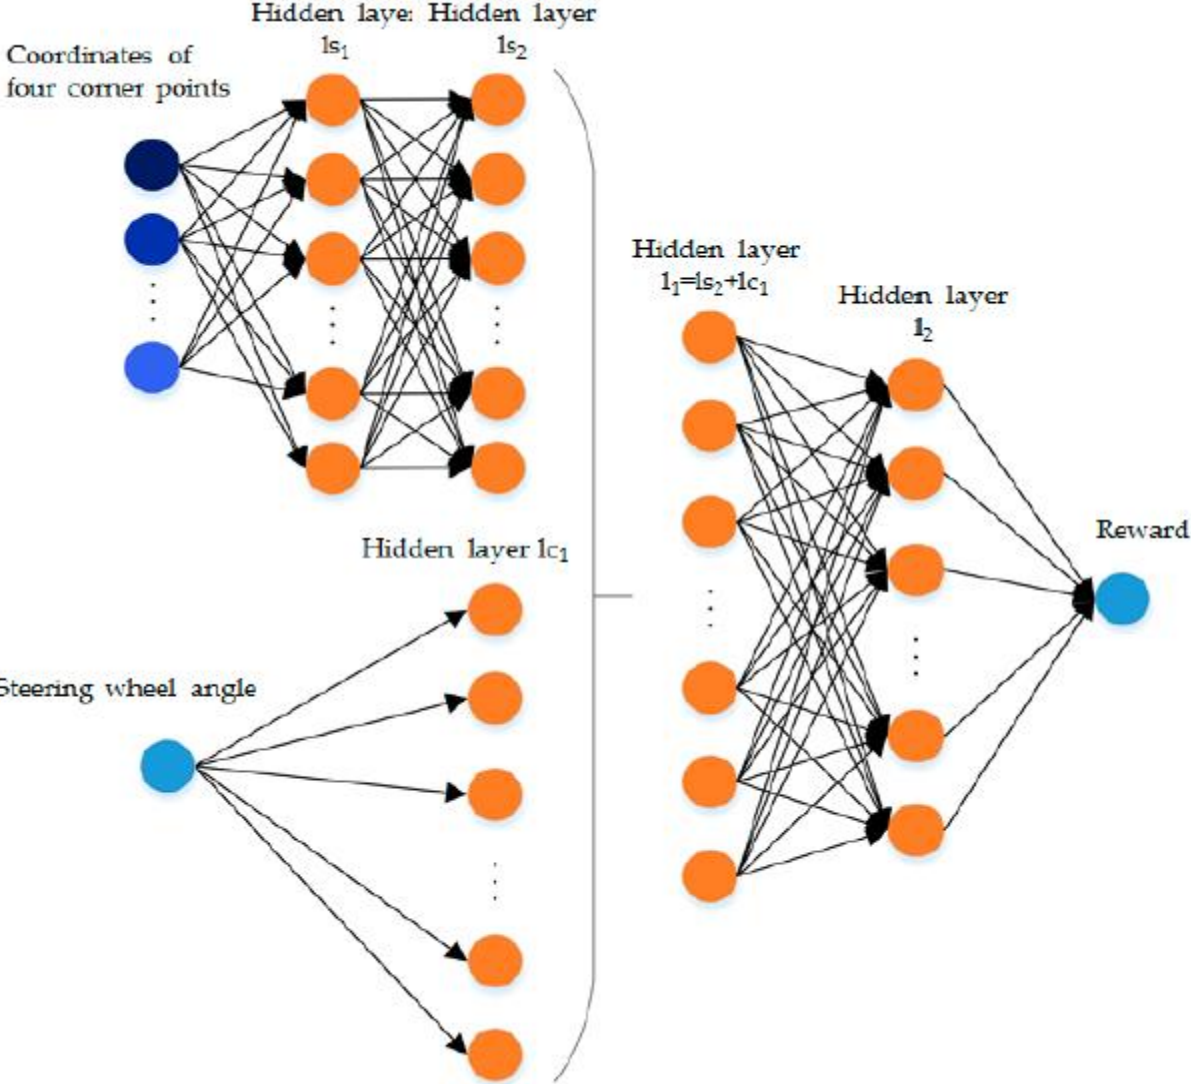 Hidden laye
ls1
Hidden layer
ls2
Coordinates of
four corner points
Hidden layer
l1=ls2+lc1
Hidden layer
l2
Reward
Hidden layer lc1
Steering wheel angle